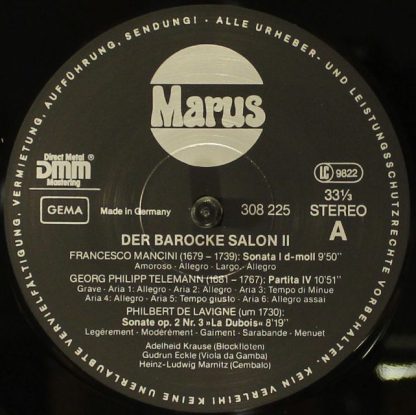 KEIN VERLEIH! KEINE UNERLAUBTE VERVIELFÄLTIGUNG, VERMIETUNG, AUFFÜHRUNG, SENDUNG! · ALLE URHEBER- UND LEISTUNGSSCHUTZRECHTE VORBEHALTEN.
Marus
Direct Metal
DMM ®
Mastering
LC 9822
GEMA
Made in Germany
308 225
33⅓
STEREO
A
DER BAROCKE SALON II
FRANCESCO MANCINI (1679 – 1739): Sonata I d-moll 9'50"
Amoroso - Allegro - Largo - Allegro
GEORG PHILIPP TELEMANN (1681 – 1767): Partita IV 10'51"
Grave - Aria 1: Allegro - Aria 2: Allegro - Aria 3: Tempo di Minue
Aria 4: Allegro - Aria 5: Tempo giusto - Aria 6: Allegro assai
PHILBERT DE LAVIGNE (um 1730):
Sonate op. 2 Nr. 3 »La Dubois« 8'19"
Legérement - Modérément - Gaiment - Sarabande - Menuet
Adelheid Krause (Blockflöten)
Gudrun Eckle (Viola da Gamba)
Heinz-Ludwig Marnitz (Cembalo)